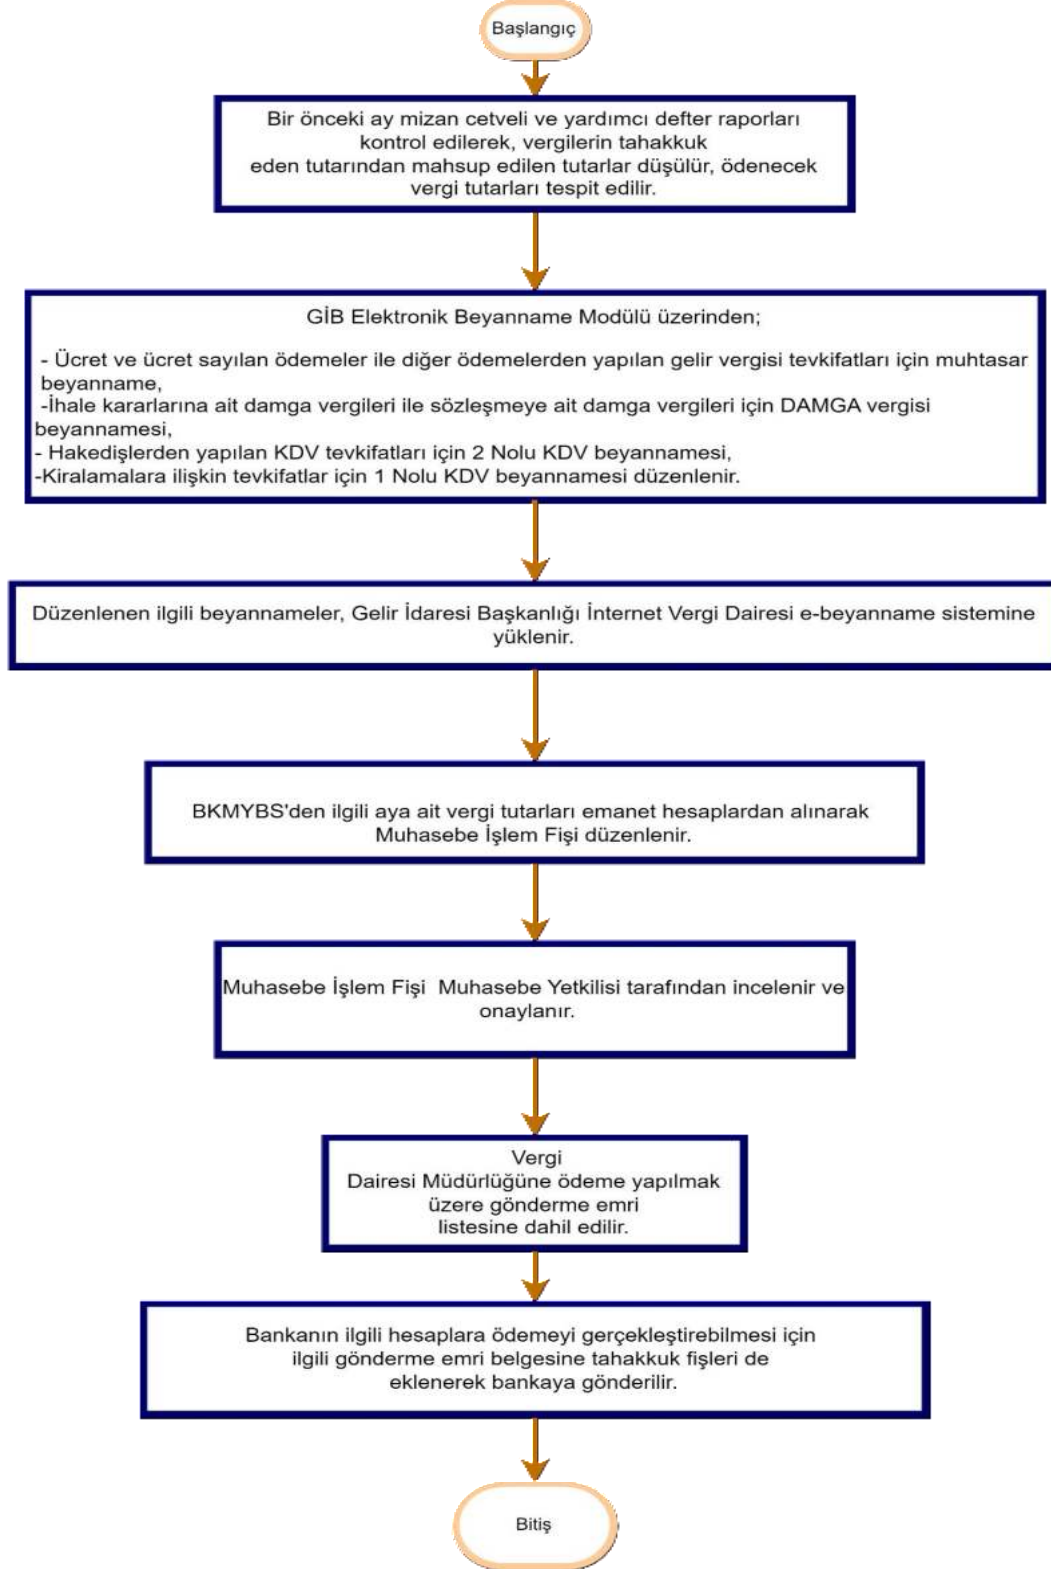 Başlangıç
Bir önceki ay mizan cetveli ve yardımcı defter raporları
kontrol edilerek, vergilerin tahakkuk
eden tutarından mahsup edilen tutarlar düşülür, ödenecek
vergi tutarları tespit edilir.
GİB Elektronik Beyanname Modülü üzerinden;
- Ücret ve ücret sayılan ödemeler ile diğer ödemelerden yapılan gelir vergisi tevkifatları için muhtasar
beyanname,
-İhale kararlarına ait damga vergileri ile sözleşmeye ait damga vergileri için DAMGA vergisi
beyannamesi,
- Hakedişlerden yapılan KDV tevkifatları için 2 Nolu KDV beyannamesi,
-Kiralamalara ilişkin tevkifatlar için 1 Nolu KDV beyannamesi düzenlenir.
Düzenlenen ilgili beyannameler, Gelir İdaresi Başkanlığı İnternet Vergi Dairesi e-beyanname sistemine
yüklenir.
BKMYBS'den ilgili aya ait vergi tutarları emanet hesaplardan alınarak
Muhasebe İşlem Fişi düzenlenir.
Muhasebe İşlem Fişi  Muhasebe Yetkilisi tarafından incelenir ve
onaylanır.
Vergi
Dairesi Müdürlüğüne ödeme yapılmak
üzere gönderme emri
listesine dahil edilir.
Bankanın ilgili hesaplara ödemeyi gerçekleştirebilmesi için
ilgili gönderme emri belgesine tahakkuk fişleri de
eklenerek bankaya gönderilir.
Bitiş